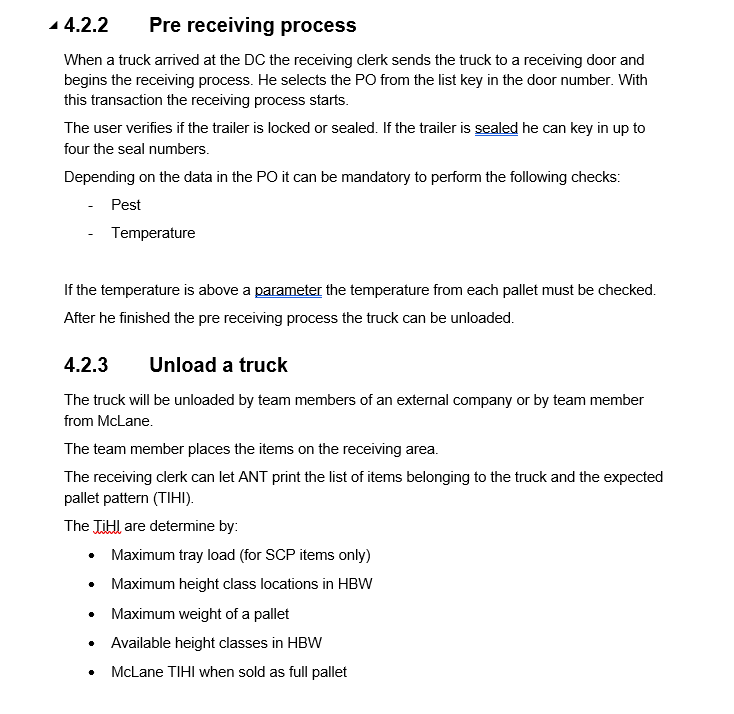 4.2.2 Pre receiving process
When a truck arrived at the DC the receiving clerk sends the truck to a receiving door and
begins the receiving process. He selects the PO from the list key in the door number. With
this transaction the receiving process starts.
The user verifies if the trailer is locked or sealed. If the trailer is sealed he can key in up to
four the seal numbers.
Depending on the data in the PO it can be mandatory to perform the following checks:
- Pest
- Temperature
If the temperature is above a parameter the temperature from each pallet must be checked.
After he finished the pre receiving process the truck can be unloaded.
4.2.3 Unload a truck
The truck will be unloaded by team members of an external company or by team member
from McLane.
The team member places the items on the receiving area.
The receiving clerk can let ANT print the list of items belonging to the truck and the expected
pallet pattern (TIHI).
The TiHI are determine by:
• Maximum tray load (for SCP items only)
• Maximum height class locations in HBW
• Maximum weight of a pallet
• Available height classes in HBW
• McLane TIHI when sold as full pallet